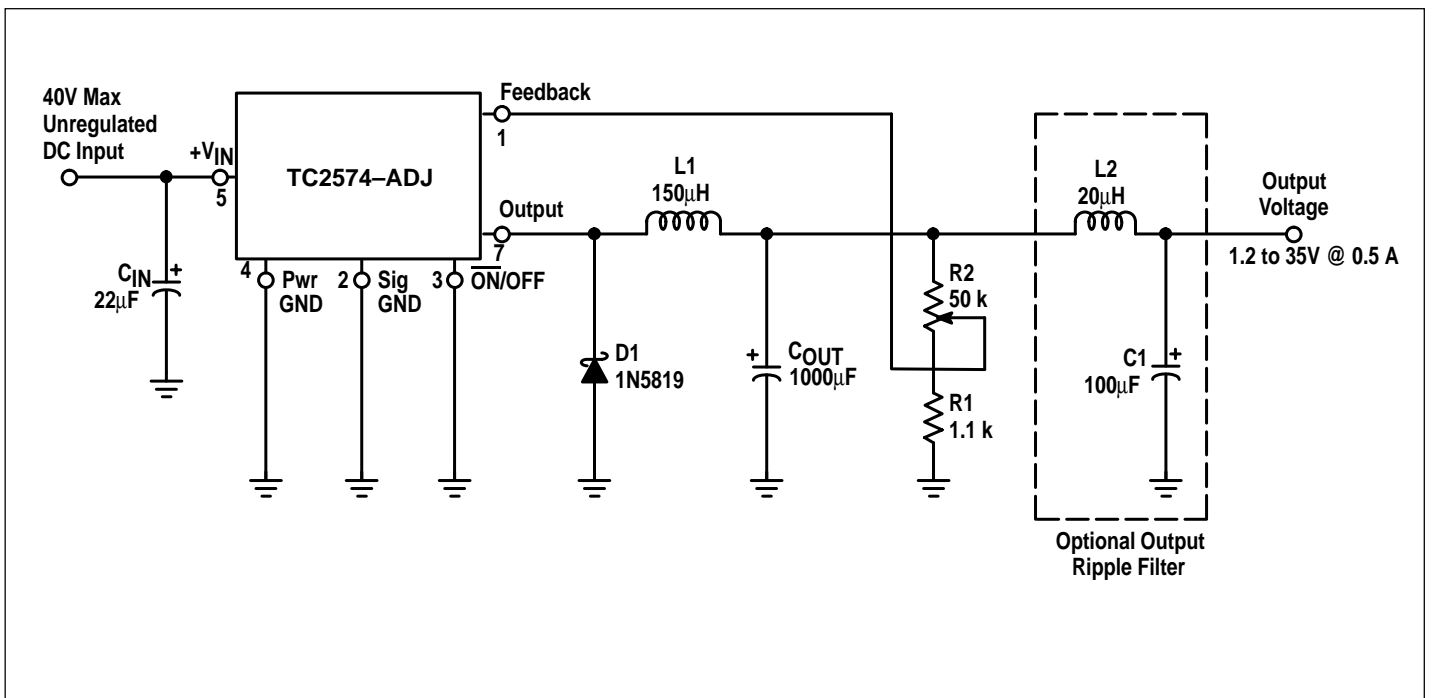 40V Max
Unregulated
DC Input
+VIN
5
TC2574–ADJ
Feedback
1
Output
7
4
Pwr
GND
2
Sig
GND
3
ON/OFF
CIN
+
22µF
D1
1N5819
L1
150µH
+
COUT
1000µF
R2
50 k
R1
1.1 k
L2
20µH
C1
+
100µF
Output
Voltage
1.2 to 35V @ 0.5 A
Optional Output
Ripple Filter